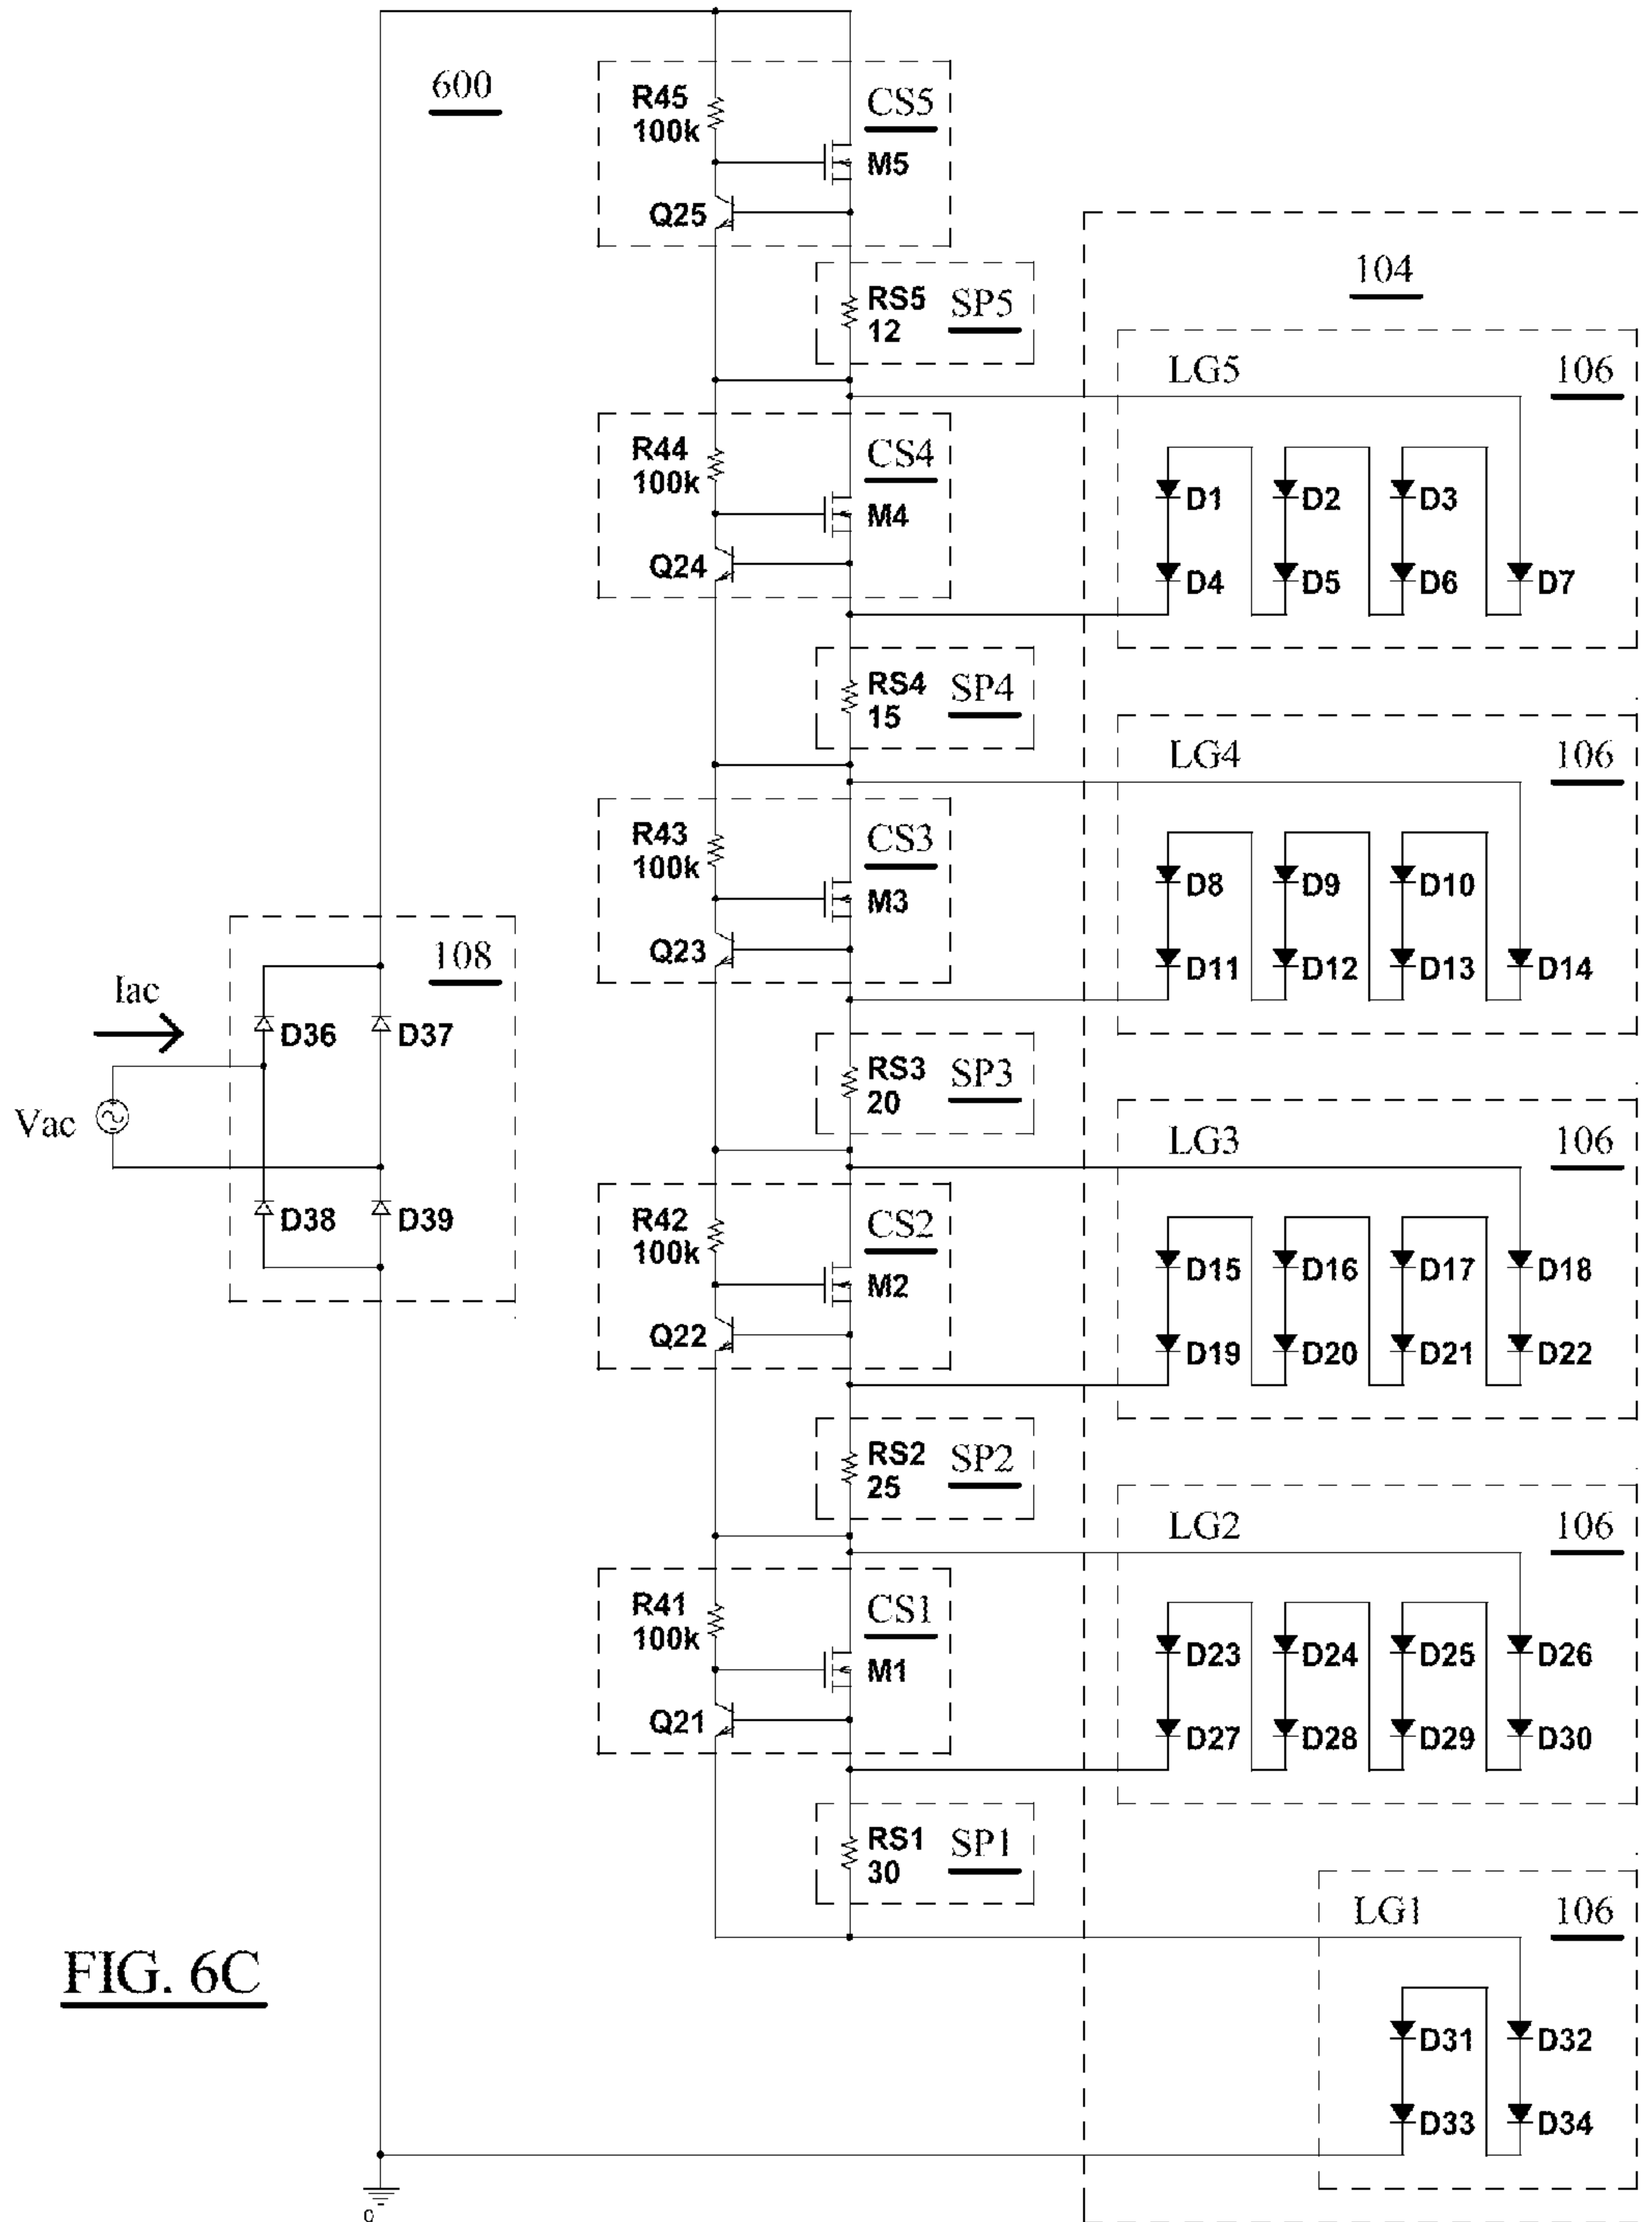 600
R45
100k
CS5
M5
Q25
RS5
12
SP5
104
LG5
106
R44
100k
CS4
M4
Q24
D1
D2
D3
D4
D5
D6
D7
RS4
15
SP4
LG4
106
R43
100k
CS3
M3
Q23
D8
D9
D10
D11
D12
D13
D14
108
Iac
D36
D37
Vac
D38
D39
RS3
20
SP3
LG3
106
R42
100k
CS2
M2
Q22
D15
D16
D17
D18
D19
D20
D21
D22
RS2
25
SP2
LG2
106
R41
100k
CS1
M1
Q21
D23
D24
D25
D26
D27
D28
D29
D30
RS1
30
SP1
LG1
106
D31
D32
D33
D34
FIG. 6C
0